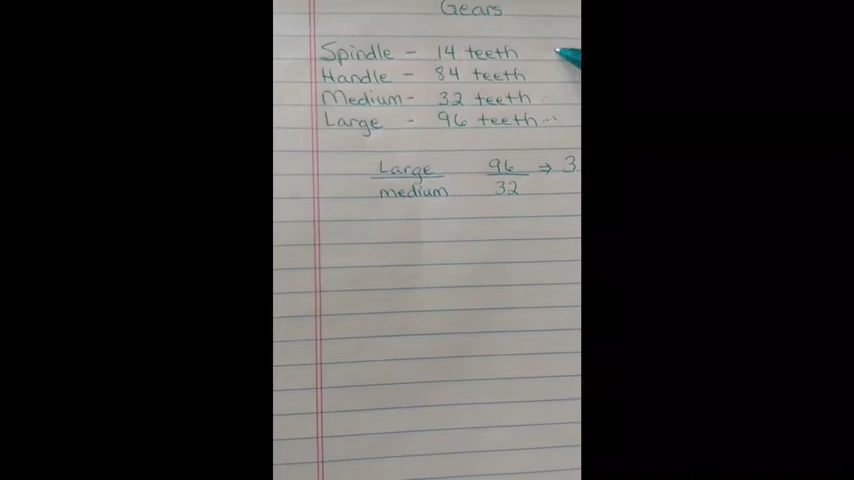 Gears
Spindle - 14 teeth
Handle - 84 teeth
Medium - 32 teeth
Large - 96 teeth
Large 96 ⇒ 3
medium 32